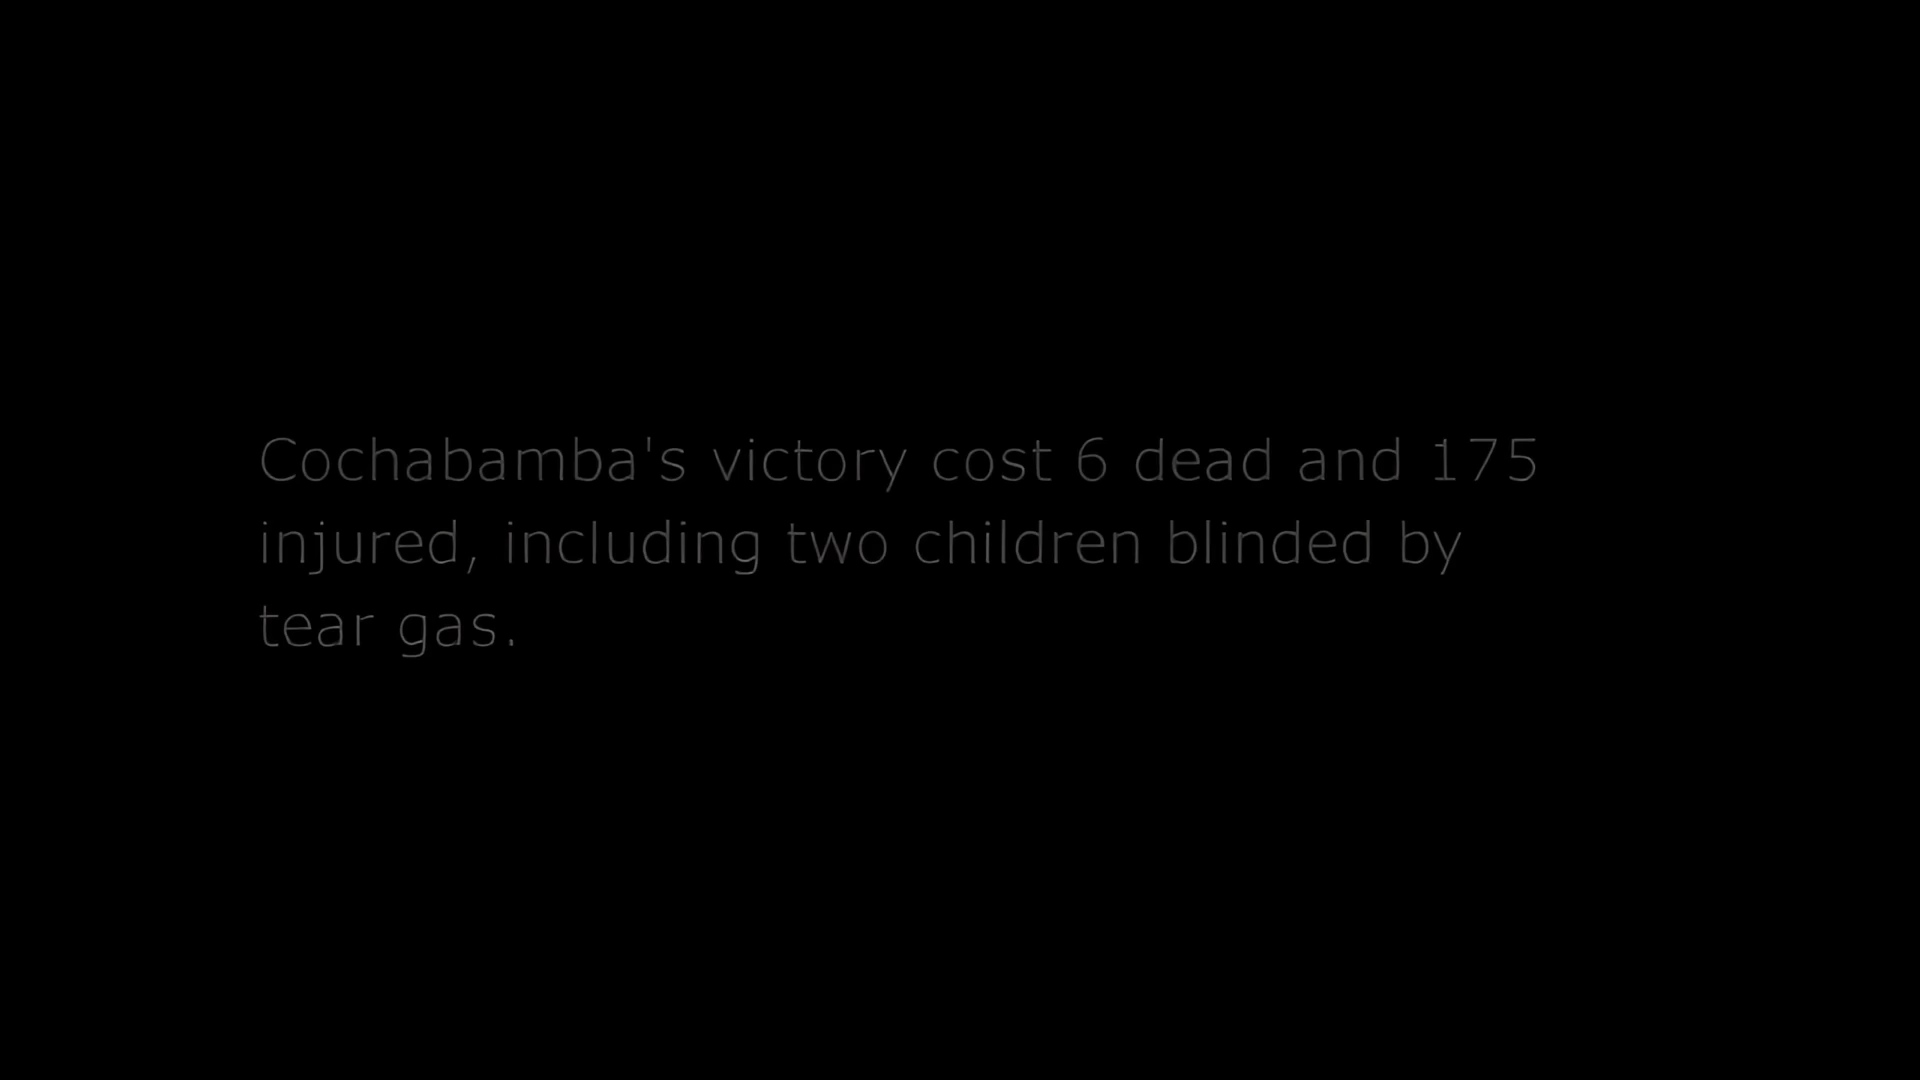 Cochabamba's victory cost 6 dead and 175
injured, including two children blinded by
tear gas.